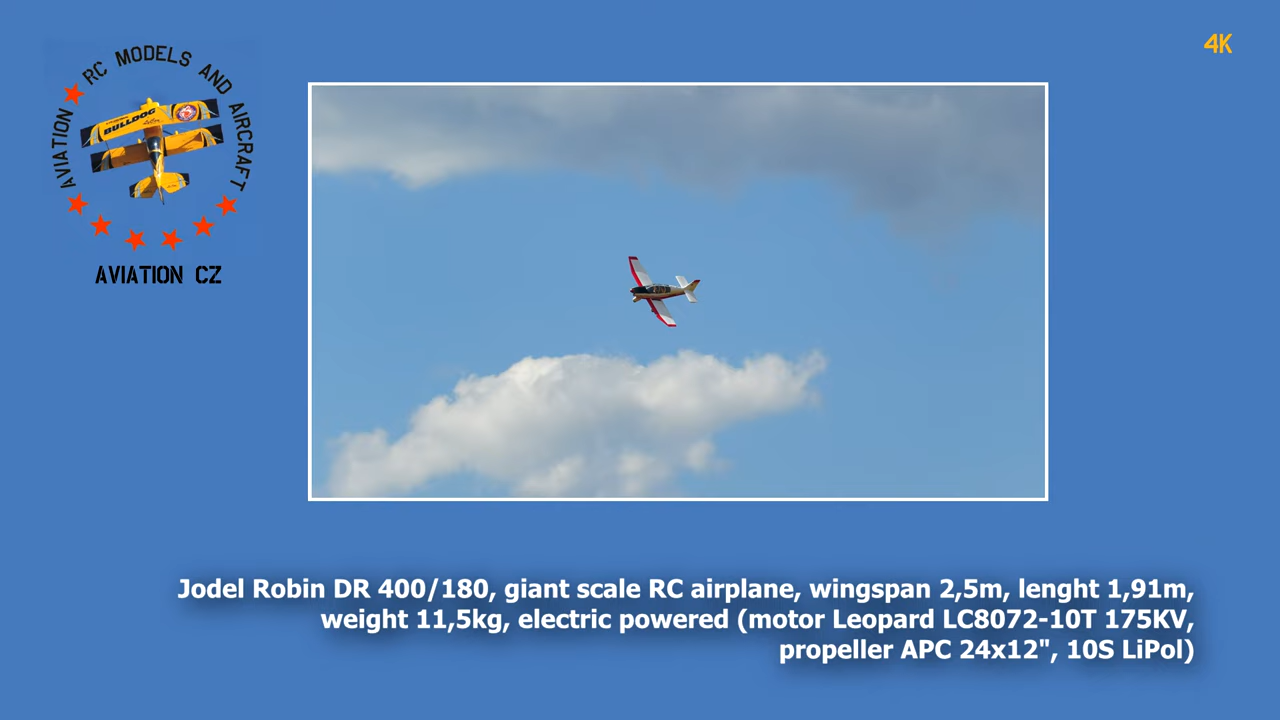 4K
AVIATION RC MODELS AND AIRCRAFT
BULLDOG
AVIATION CZ
Jodel Robin DR 400/180, giant scale RC airplane, wingspan 2,5m, lenght 1,91m,
weight 11,5kg, electric powered (motor Leopard LC8072-10T 175KV,
propeller APC 24x12", 10S LiPol)